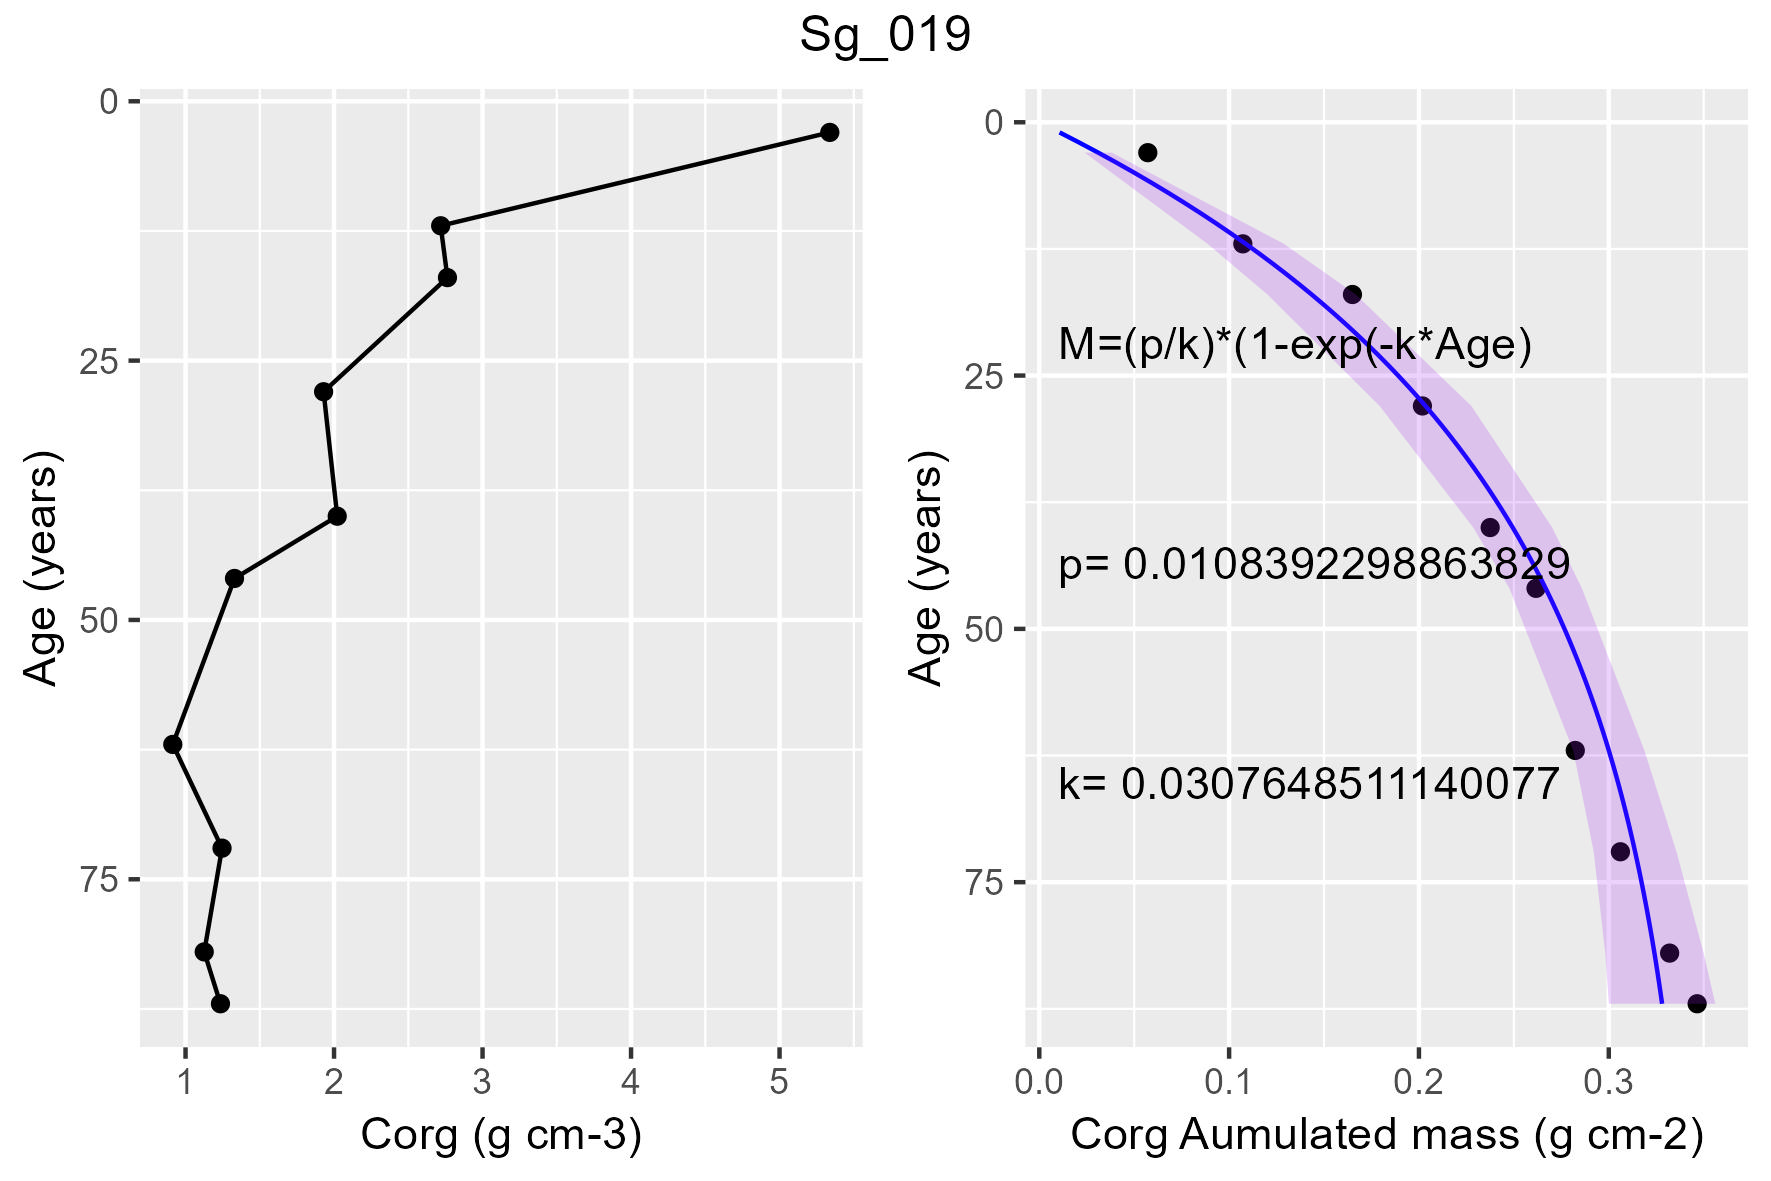 Sg_019
0
25
50
75
Age (years)
1 2 3 4 5
Corg (g cm-3)
0
25
50
75
Age (years)
M=(p/k)*(1-exp(-k*Age)
p= 0.0108392298863829
k= 0.0307648511140077
0.0 0.1 0.2 0.3
Corg Aumulated mass (g cm-2)